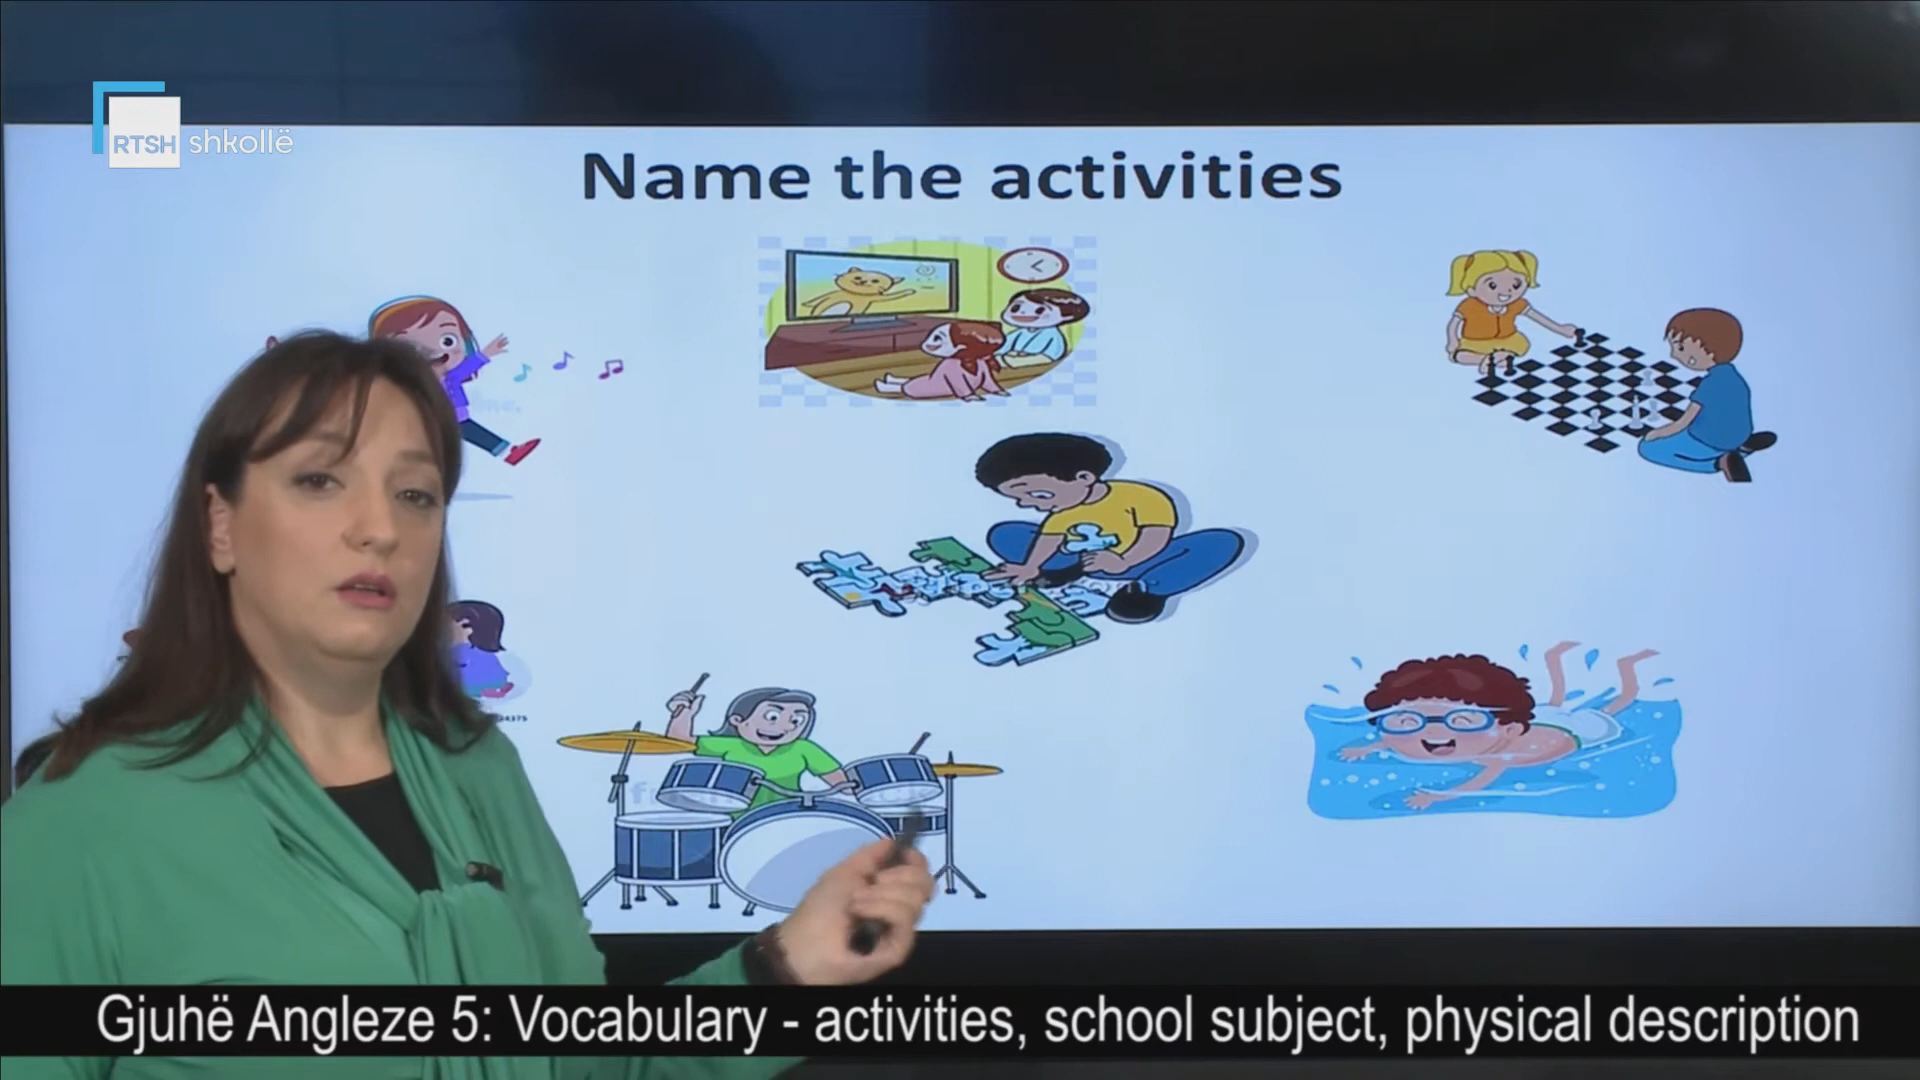 RTSH shkollë
Name the activities
Gjuhë Angleze 5: Vocabulary - activities, school subject, physical description